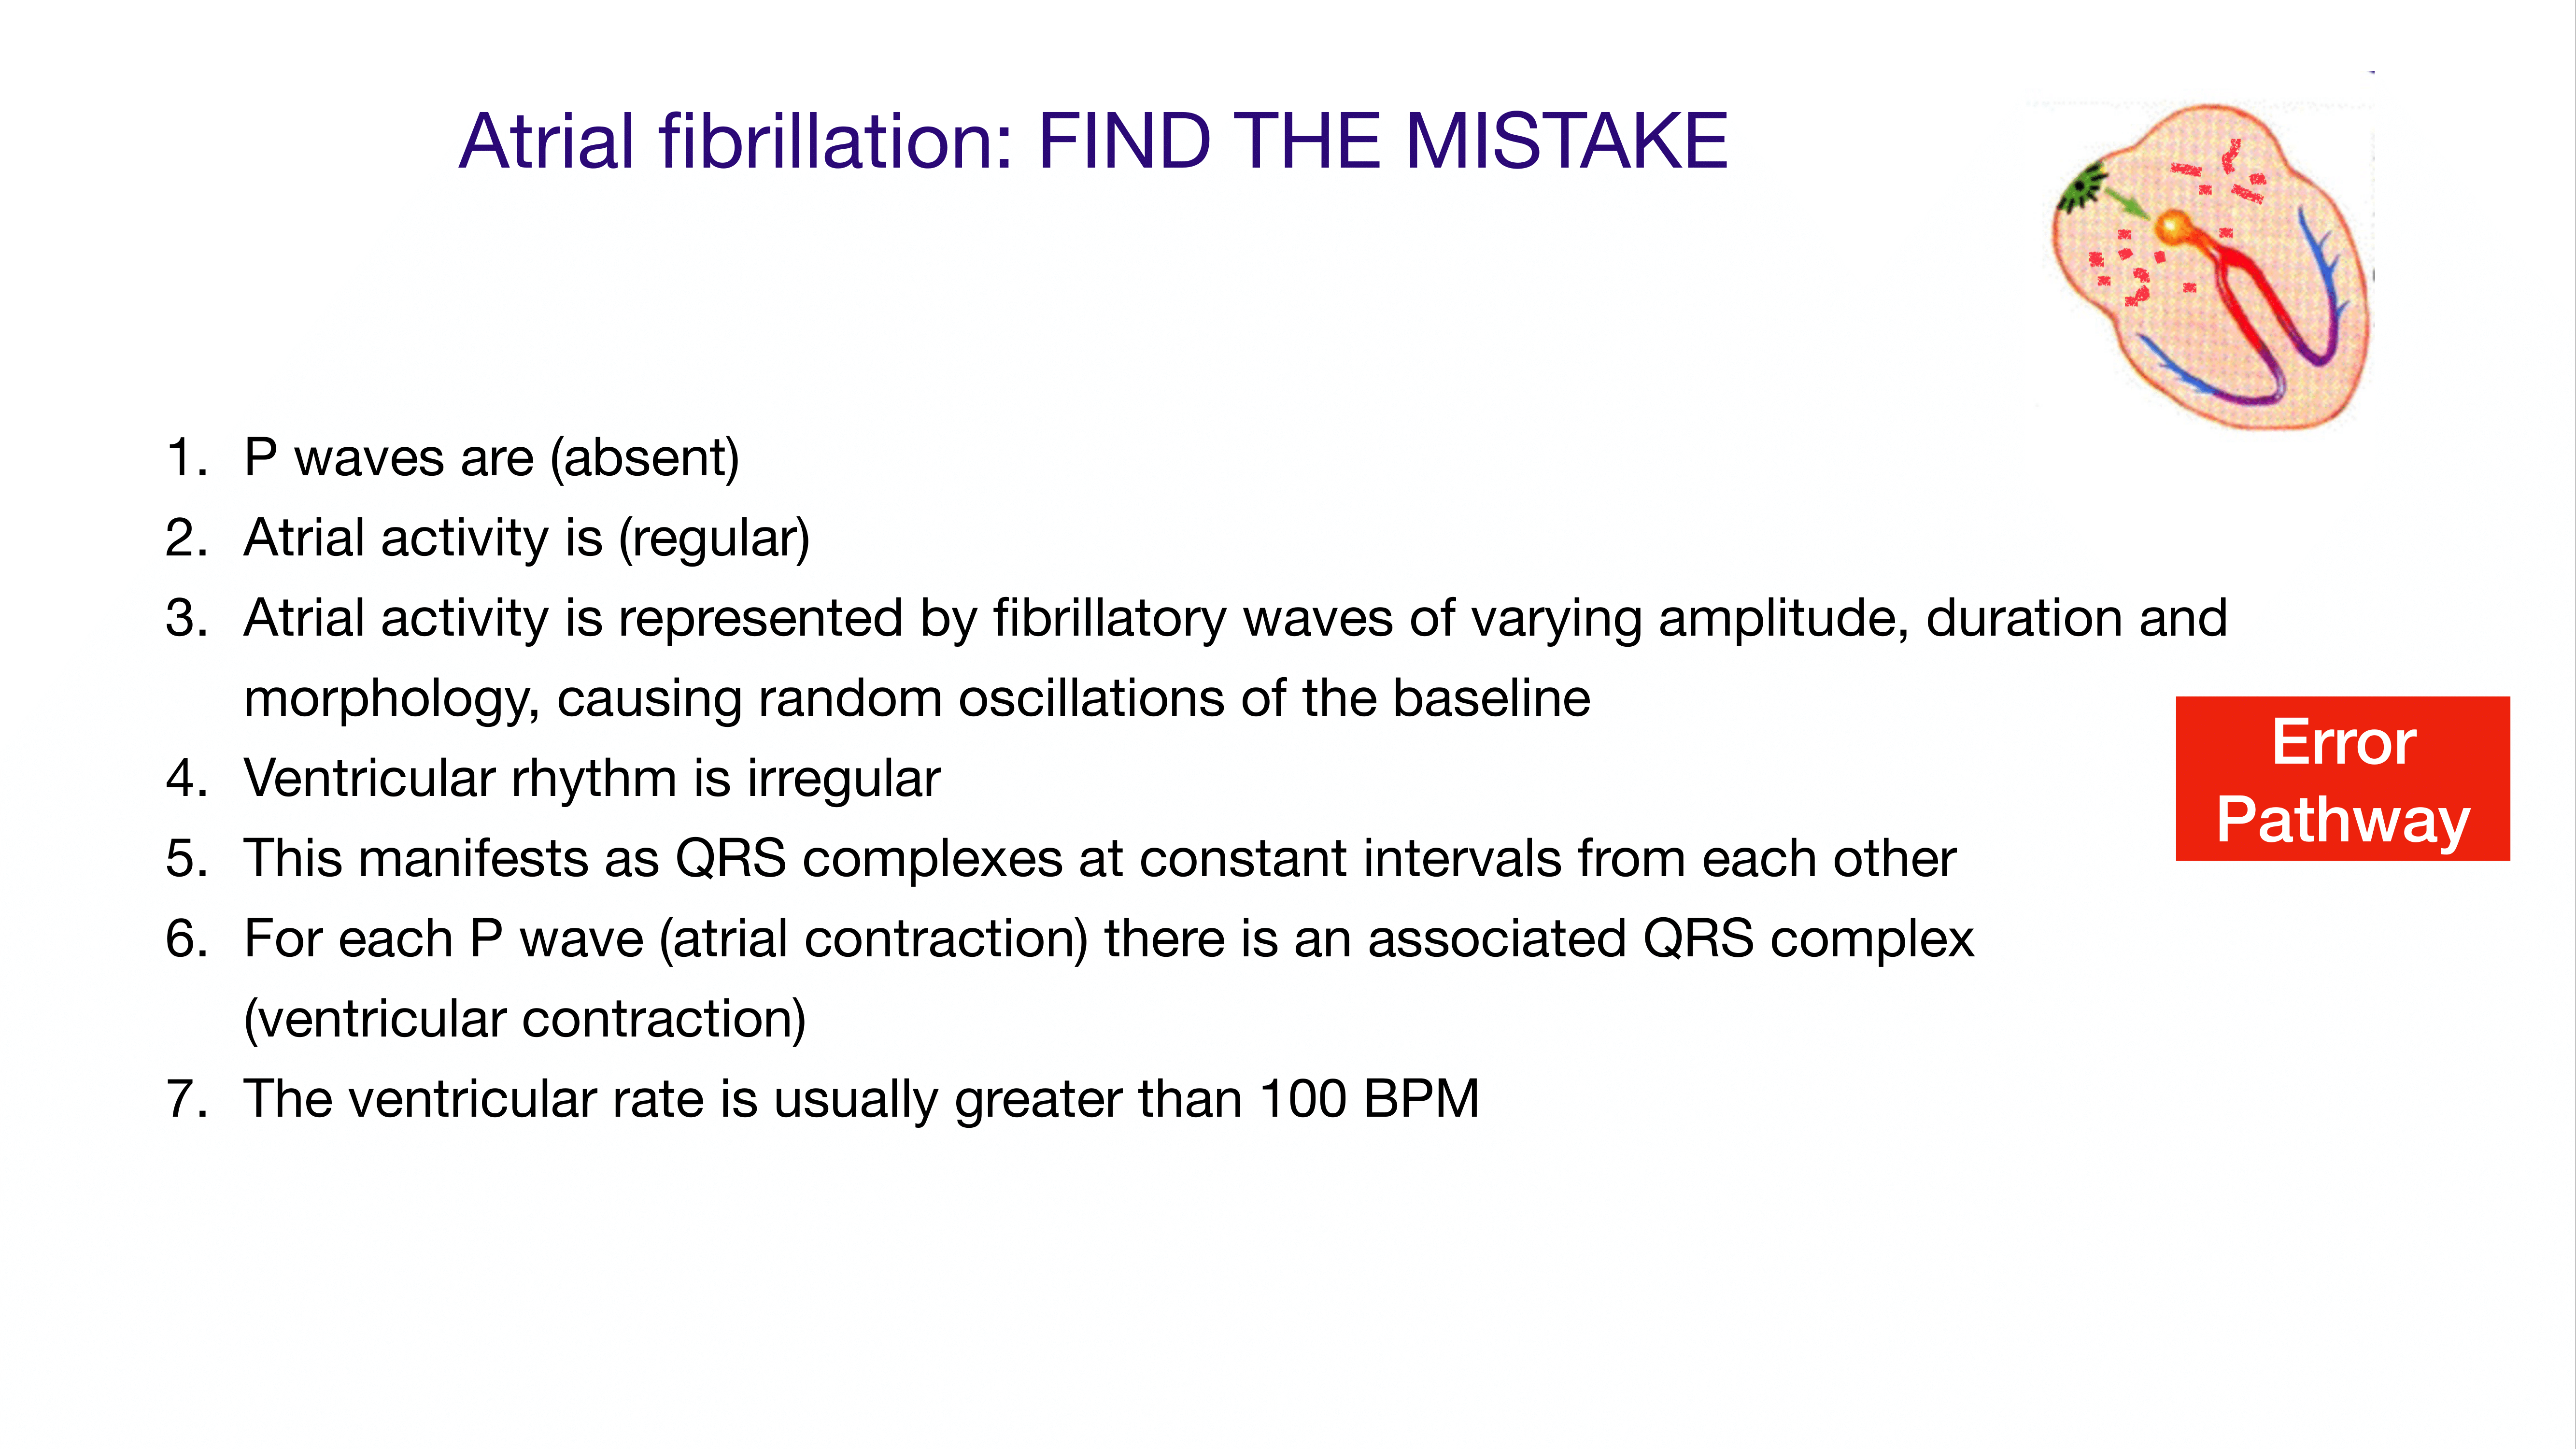 Atrial fibrillation: FIND THE MISTAKE
1. P waves are (absent)
2. Atrial activity is (regular)
3. Atrial activity is represented by fibrillatory waves of varying amplitude, duration and
morphology, causing random oscillations of the baseline
4. Ventricular rhythm is irregular
5. This manifests as QRS complexes at constant intervals from each other
6. For each P wave (atrial contraction) there is an associated QRS complex
(ventricular contraction)
7. The ventricular rate is usually greater than 100 BPM
Error
Pathway